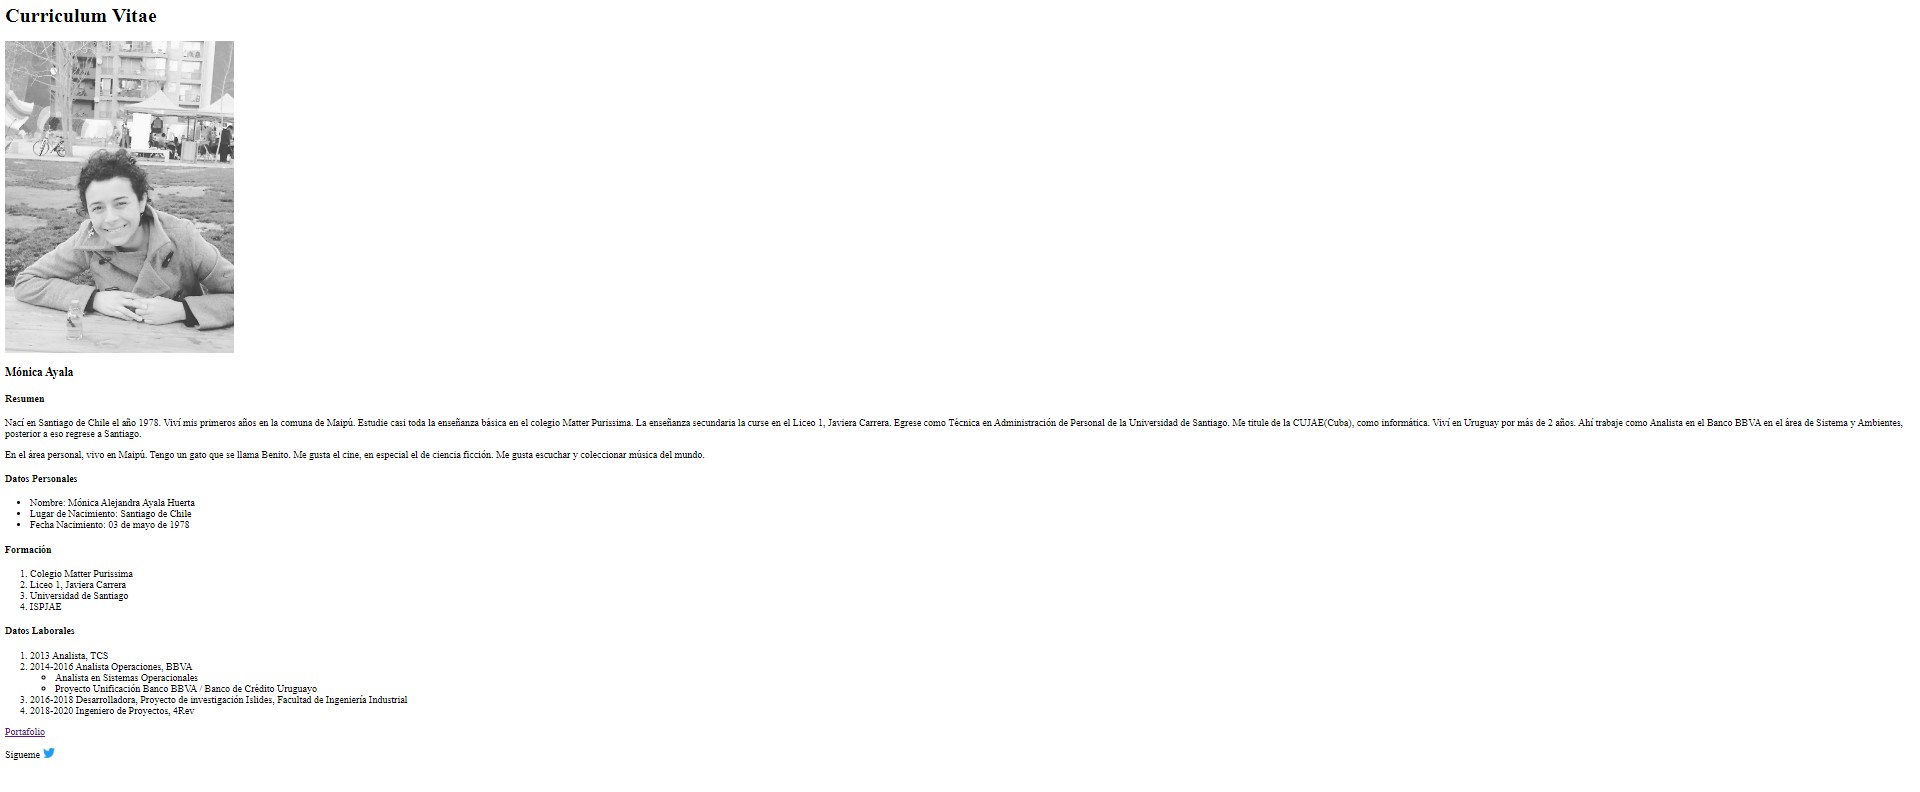 Curriculum Vitae
Mónica Ayala
Resumen
Nací en Santiago de Chile el año 1978. Viví mis primeros años en la comuna de Maipú. Estudie casi toda la enseñanza básica en el colegio Matter Purissima. La enseñanza secundaria la curse en el Liceo 1, Javiera Carrera. Egrese como Técnica en Administración de Personal de la Universidad de Santiago. Me titule de la CUJAE(Cuba), como informática. Viví en Uruguay por más de 2 años. Ahí trabaje como Analista en el Banco BBVA en el área de Sistema y Ambientes,
posterior a eso regrese a Santiago.
En el área personal, vivo en Maipú. Tengo un gato que se llama Benito. Me gusta el cine, en especial el de ciencia ficción. Me gusta escuchar y coleccionar música del mundo.
Datos Personales
• Nombre: Mónica Alejandra Ayala Huerta
• Lugar de Nacimiento: Santiago de Chile
• Fecha Nacimiento: 03 de mayo de 1978
Formación
1. Colegio Matter Purissima
2. Liceo 1, Javiera Carrera
3. Universidad de Santiago
4. ISPJAE
Datos Laborales
1. 2013 Analista, TCS
2. 2014-2016 Analista Operaciones, BBVA
◦ Analista en Sistemas Operacionales
◦ Proyecto Unificación Banco BBVA / Banco de Crédito Uruguayo
3. 2016-2018 Desarrolladora, Proyecto de investigación Islides, Facultad de Ingeniería Industrial
4. 2018-2020 Ingeniero de Proyectos, 4Rev
Portafolio
Sígueme